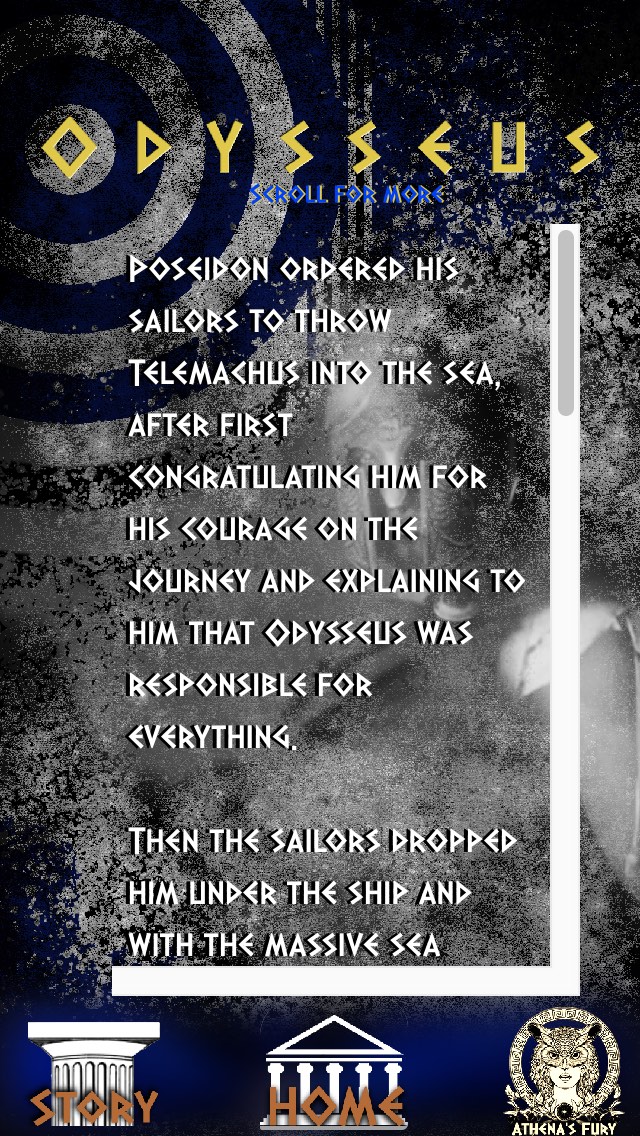 ODYSSEUS
SCROLL FOR MORE
POSEIDON ORDERED HIS
SAILORS TO THROW
TELEMACHUS INTO THE SEA,
AFTER FIRST
CONGRATULATING HIM FOR
HIS COURAGE ON THE
JOURNEY AND EXPLAINING TO
HIM THAT ODYSSEUS WAS
RESPONSIBLE FOR
EVERYTHING.
THEN THE SAILORS DROPPED
HIM UNDER THE SHIP AND
WITH THE MASSIVE SEA
STORY
HOME
ATHENA'S FURY